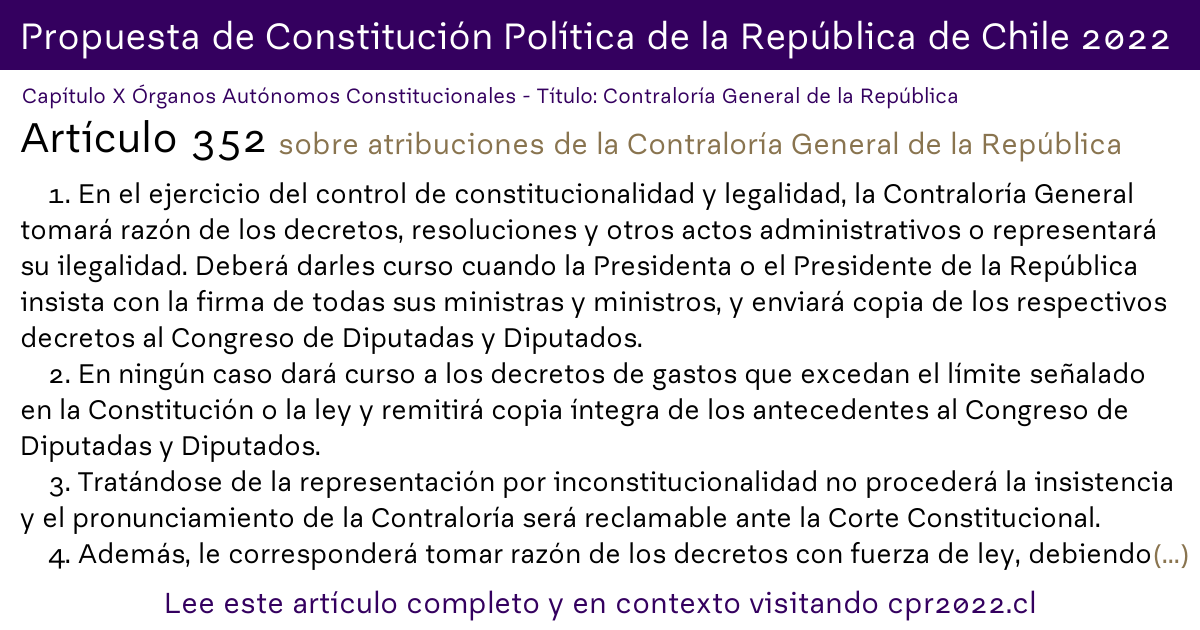 Propuesta de Constitución Política de la República de Chile 2022
Capítulo X Órganos Autónomos Constitucionales - Título: Contraloría General de la República
Artículo 352 sobre atribuciones de la Contraloría General de la República
1. En el ejercicio del control de constitucionalidad y legalidad, la Contraloría General
tomará razón de los decretos, resoluciones y otros actos administrativos o representará
su ilegalidad. Deberá darles curso cuando la Presidenta o el Presidente de la República
insista con la firma de todas sus ministras y ministros, y enviará copia de los respectivos
decretos al Congreso de Diputadas y Diputados.
2. En ningún caso dará curso a los decretos de gastos que excedan el límite señalado
en la Constitución o la ley y remitirá copia íntegra de los antecedentes al Congreso de
Diputadas y Diputados.
3. Tratándose de la representación por inconstitucionalidad no procederá la insistencia
y el pronunciamiento de la Contraloría será reclamable ante la Corte Constitucional.
4. Además, le corresponderá tomar razón de los decretos con fuerza de ley, debiendo(...)
Lee este artículo completo y en contexto visitando cpr2022.cl